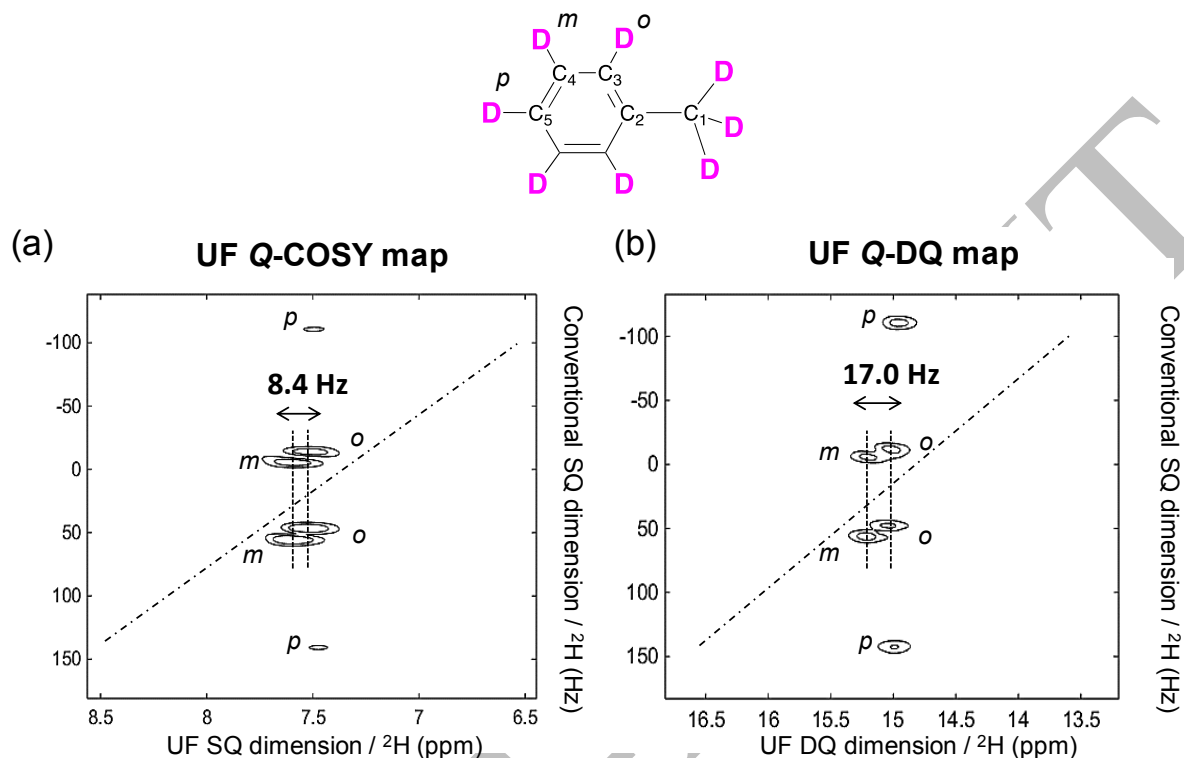 m o
D D
p C4 C3 D
D C5 C2 C1 D
D D D
(a) UF Q-COSY map
-100
-50
0
50
100
150
p
8.4 Hz
o
m
o
m
p
8.5 8 7.5 7 6.5
UF SQ dimension / ²H (ppm)
Conventional SQ dimension / ²H (Hz)
(b) UF Q-DQ map
-100
-50
0
50
100
150
p
17.0 Hz
o
m
o
m
p
16.5 16 15.5 15 14.5 14 13.5
UF DQ dimension / ²H (ppm)
Conventional SQ dimension / ²H (Hz)
T